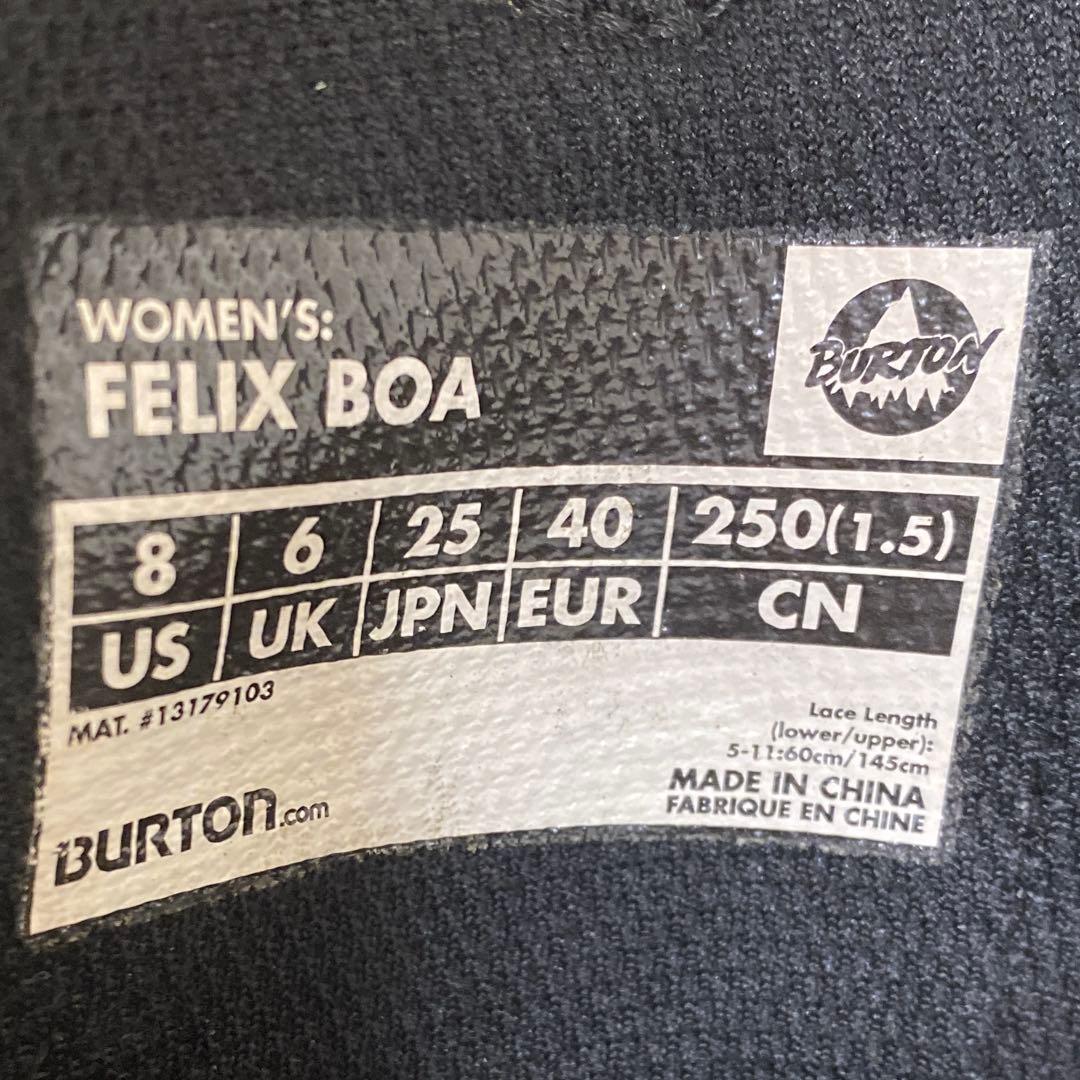 WOMEN'S:
FELIX BOA
BURTON
8 6 25 40 250(1.5)
US UK JPN EUR CN
MAT. #13179103
Lace Length
(lower/upper):
5-11:60cm/145cm
MADE IN CHINA
FABRIQUE EN CHINE
BURTON.com